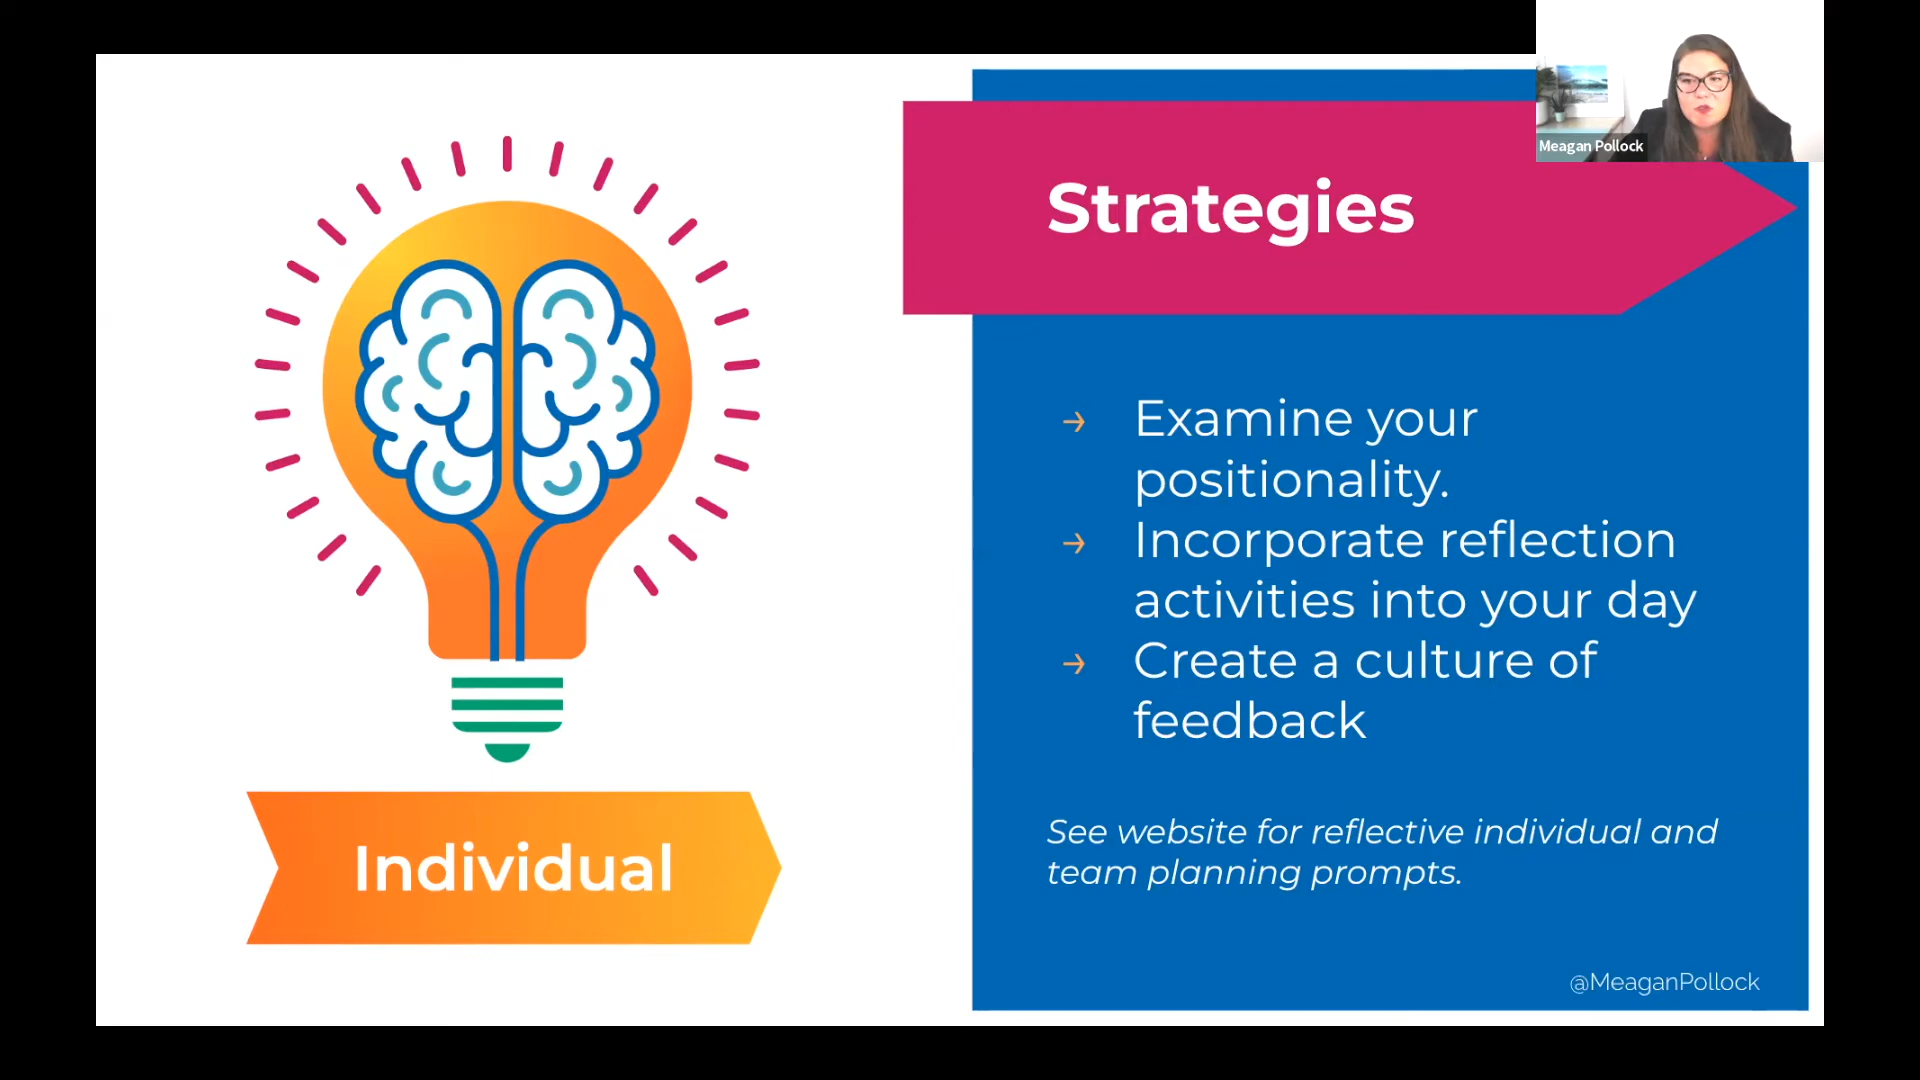 Meagan Pollock
Strategies
Examine your
positionality.
Incorporate reflection
activities into your day
Create a culture of
feedback
See website for reflective individual and
team planning prompts.
@MeaganPollock
Individual